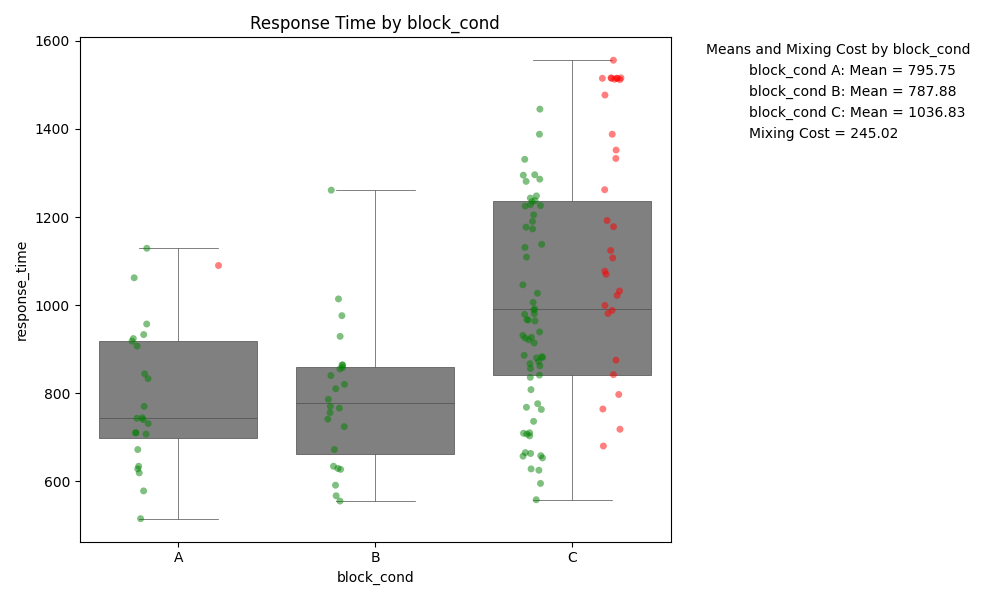 Response Time by block_cond
Means and Mixing Cost by block_cond
block_cond A: Mean = 795.75
block_cond B: Mean = 787.88
block_cond C: Mean = 1036.83
Mixing Cost = 245.02
response_time
1600
1400
1200
1000
800
600
A B C
block_cond